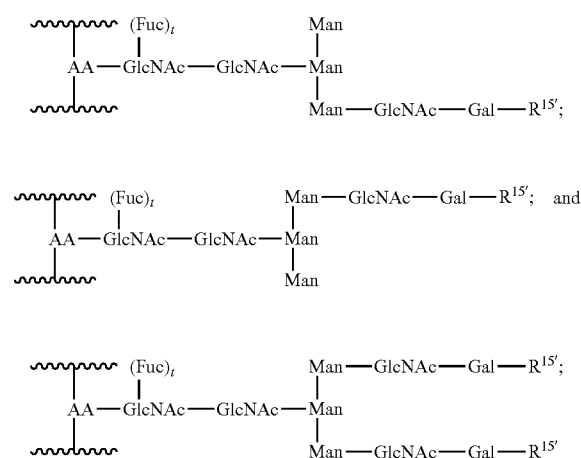 (Fuc)t Man
AA GlcNAc GlcNAc Man
Man GlcNAc Gal R15′;
(Fuc)t Man GlcNAc Gal R15′; and
AA GlcNAc GlcNAc Man
Man
(Fuc)t Man GlcNAc Gal R15′;
AA GlcNAc GlcNAc Man
Man GlcNAc Gal R15′